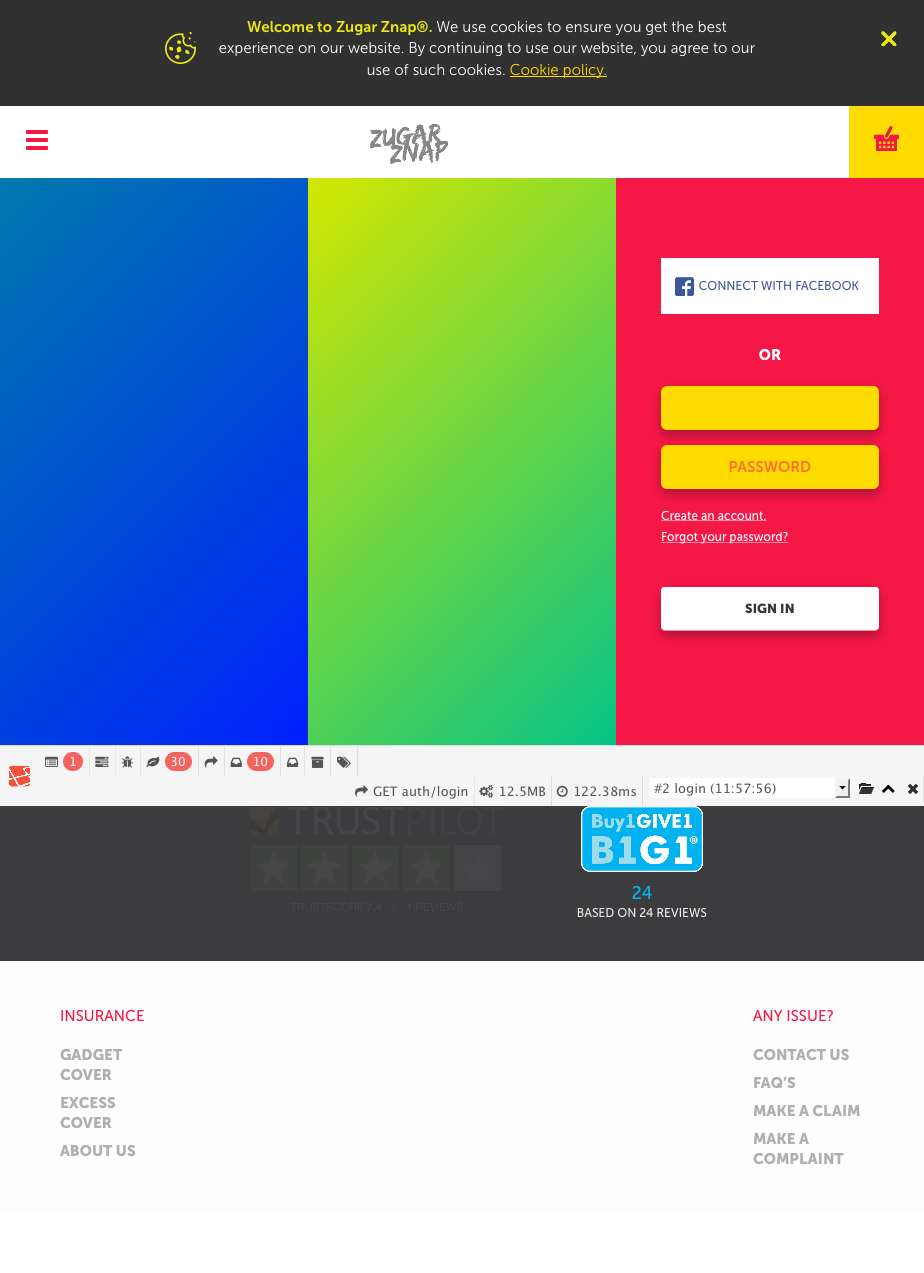 Welcome to Zugar Znap®. We use cookies to ensure you get the best
experience on our website. By continuing to use our website, you agree to our
use of such cookies. Cookie policy.
ZUGAR
ZNAP
CONNECT WITH FACEBOOK
OR
PASSWORD
Create an account.
Forgot your password?
SIGN IN
1
30
10
GET auth/login
12.5MB
122.38ms
#2 login (11:57:56)
TRUSTPILOT
TRUSTSCORE 7.4 | 1 REVIEWS
Buy1GIVE1
B1G1®
24
BASED ON 24 REVIEWS
INSURANCE
GADGET
COVER
EXCESS
COVER
ABOUT US
ANY ISSUE?
CONTACT US
FAQ'S
MAKE A CLAIM
MAKE A
COMPLAINT